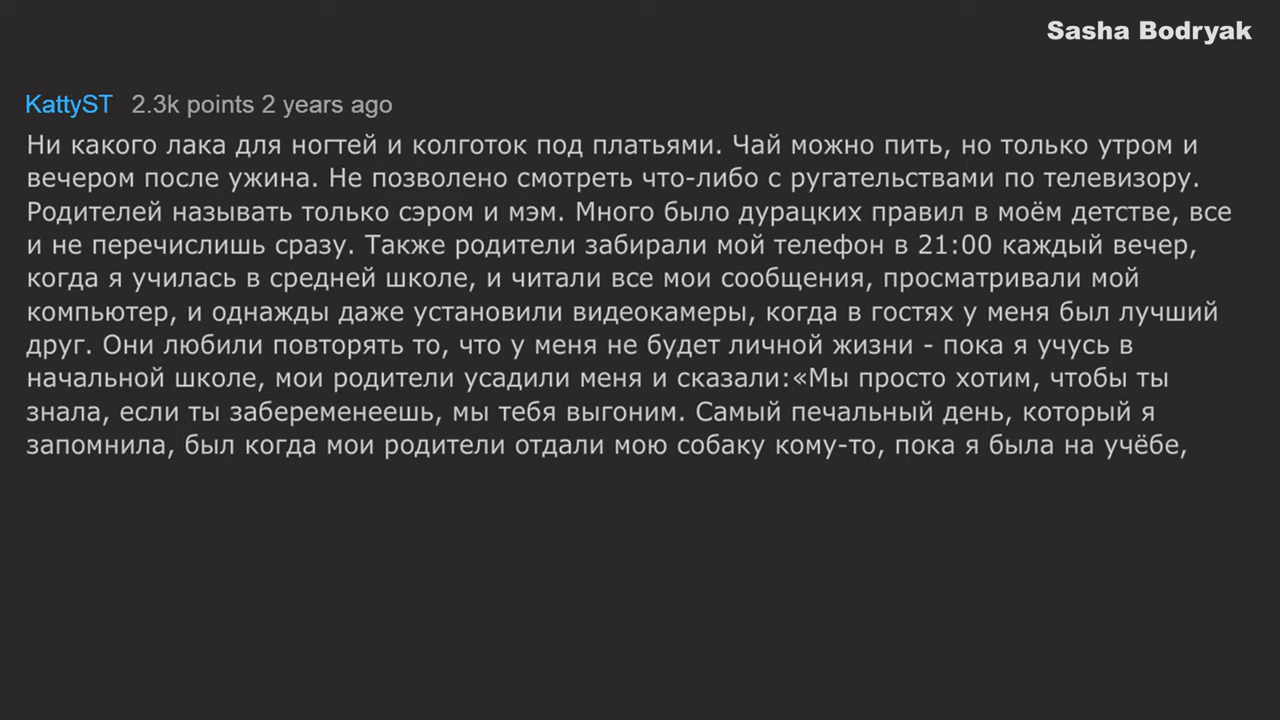 Sasha Bodryak
KattyST 2.3k points 2 years ago
Ни какого лака для ногтей и колготок под платьями. Чай можно пить, но только утром и
вечером после ужина. Не позволено смотреть что-либо с ругательствами по телевизору.
Родителей называть только сэром и мэм. Много было дурацких правил в моём детстве, все
и не перечислишь сразу. Также родители забирали мой телефон в 21:00 каждый вечер,
когда я училась в средней школе, и читали все мои сообщения, просматривали мой
компьютер, и однажды даже установили видеокамеры, когда в гостях у меня был лучший
друг. Они любили повторять то, что у меня не будет личной жизни - пока я учусь в
начальной школе, мои родители усадили меня и сказали:«Мы просто хотим, чтобы ты
знала, если ты забеременеешь, мы тебя выгоним. Самый печальный день, который я
запомнила, был когда мои родители отдали мою собаку кому-то, пока я была на учёбе,